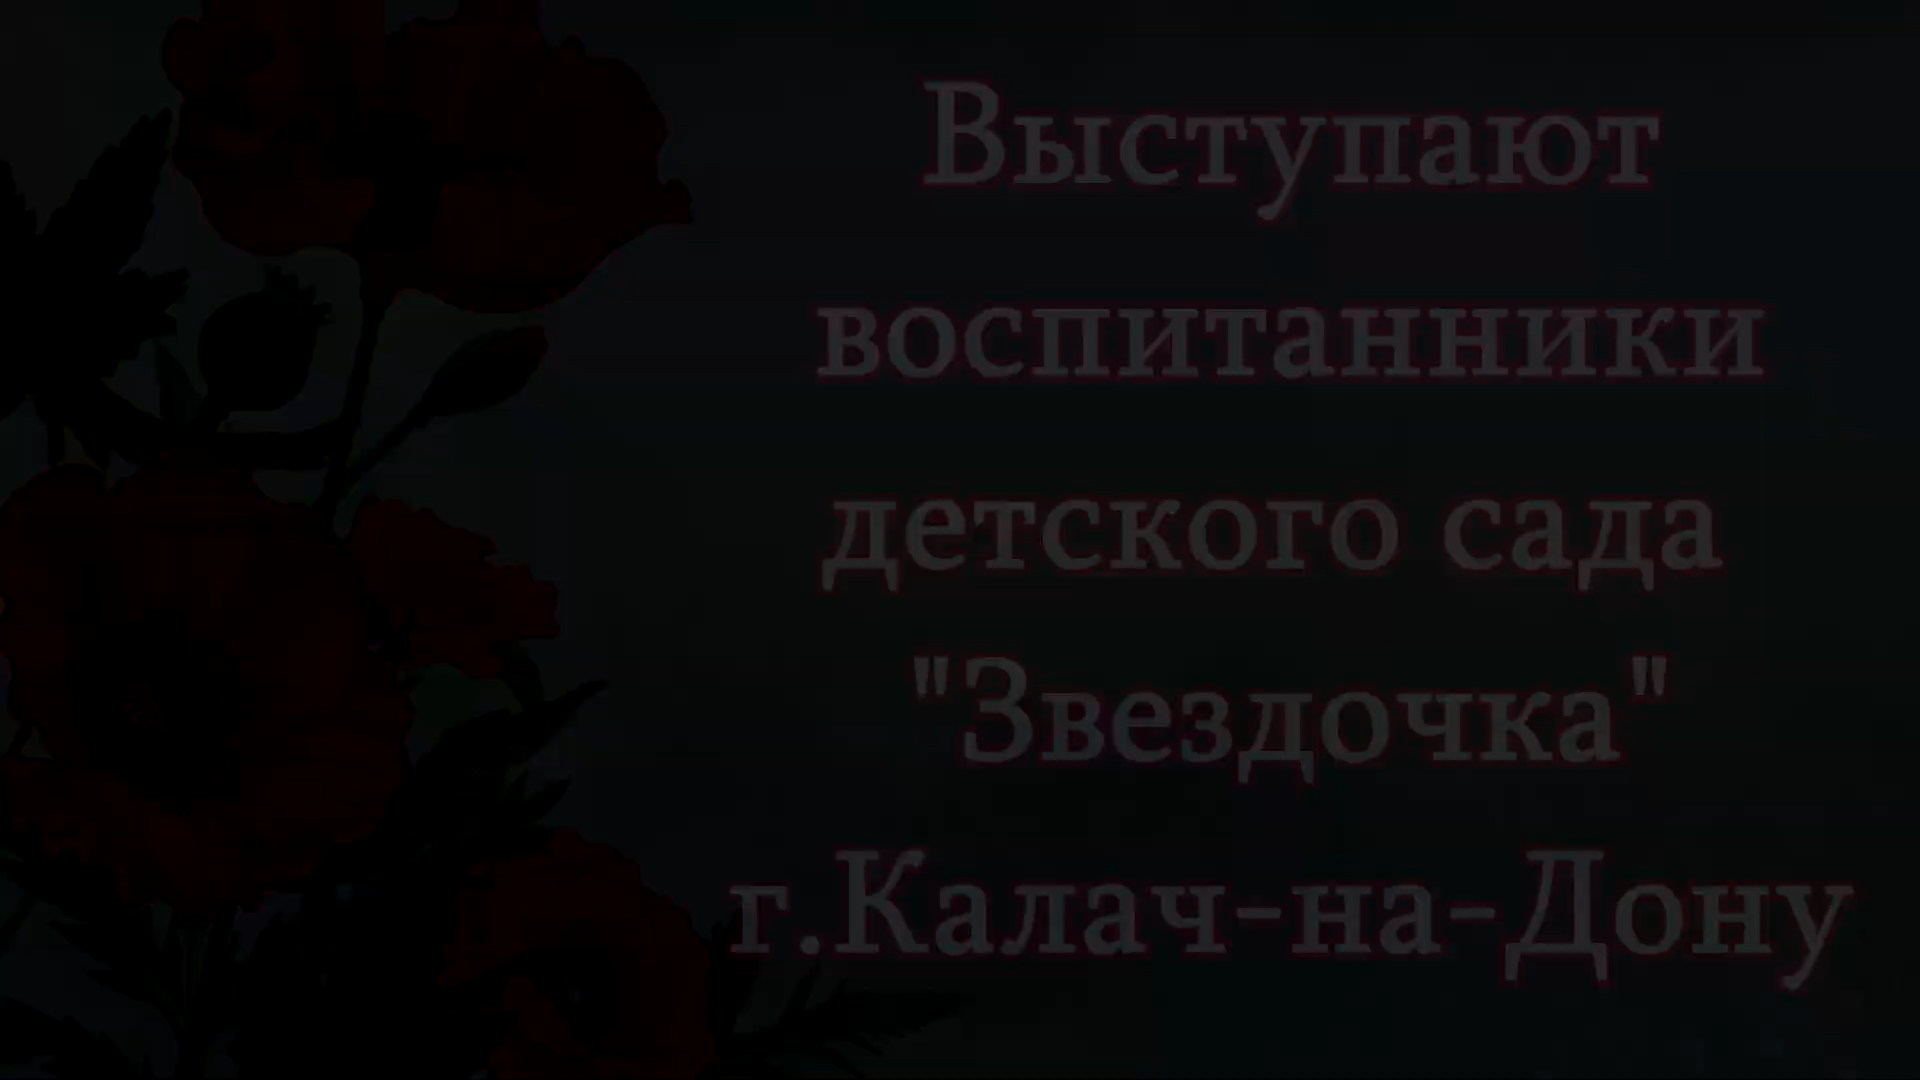 Выступают
воспитанники
детского сада
"Звездочка"
г.Калач-на-Дону